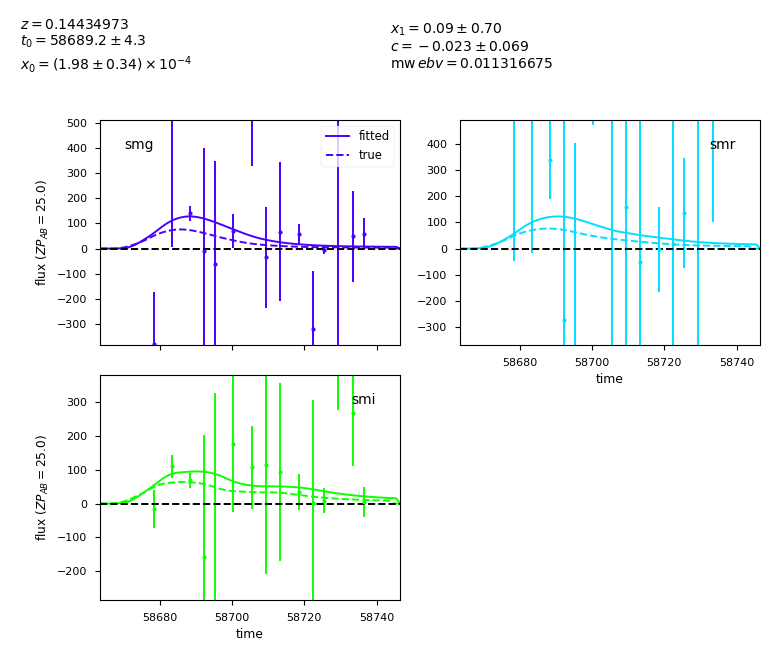 z = 0.14434973
t₀ = 58689.2 ± 4.3
x₀ = (1.98 ± 0.34) × 10⁻⁴
x₁ = 0.09 ± 0.70
c = −0.023 ± 0.069
mw ebv = 0.011316675
smg
fitted
true
500
400
300
200
100
0
−100
−200
−300
flux (ZP_AB = 25.0)
smr
400
300
200
100
0
−100
−200
−300
58680 58700 58720 58740
time
smi
300
200
100
0
−100
−200
flux (ZP_AB = 25.0)
58680 58700 58720 58740
time